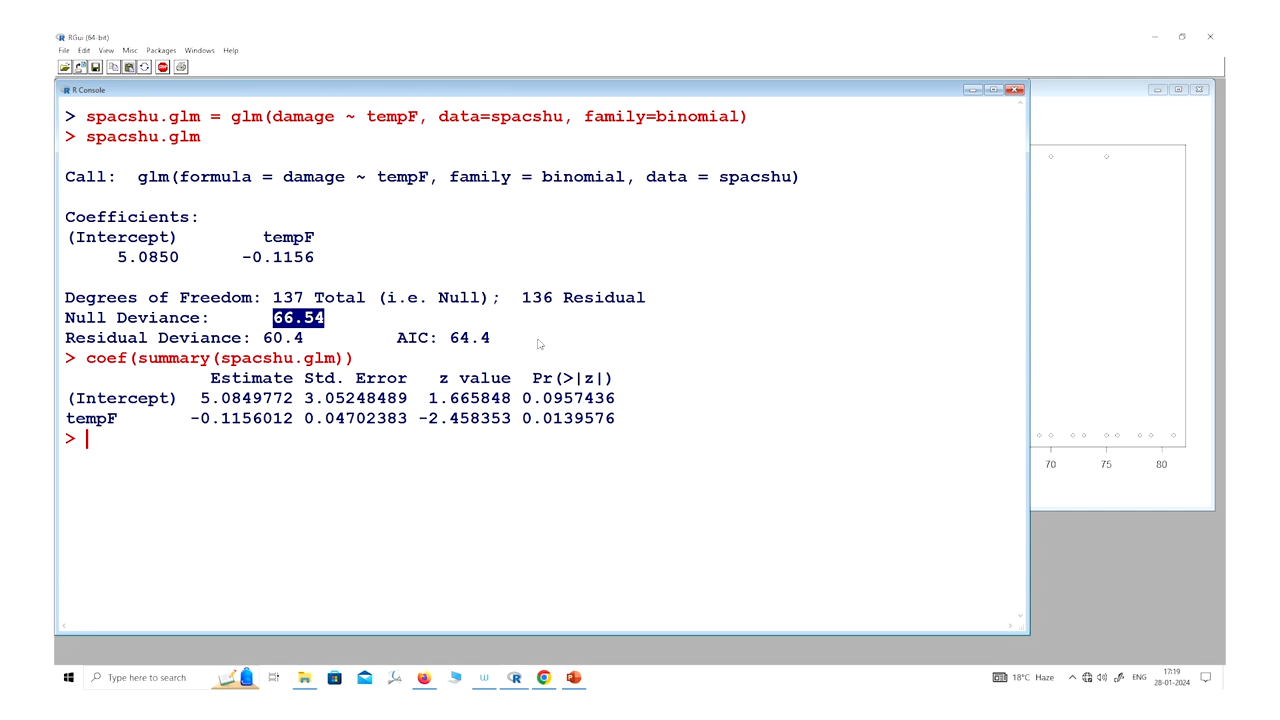 RGui (64-bit)
File Edit View Misc Packages Windows Help
R Console
> spacshu.glm = glm(damage ~ tempF, data=spacshu, family=binomial)
> spacshu.glm
Call:  glm(formula = damage ~ tempF, family = binomial, data = spacshu)
Coefficients:
(Intercept)        tempF
     5.0850      -0.1156
Degrees of Freedom: 137 Total (i.e. Null);  136 Residual
Null Deviance:      66.54
Residual Deviance: 60.4         AIC: 64.4
> coef(summary(spacshu.glm))
              Estimate Std. Error   z value  Pr(>|z|)
(Intercept)  5.0849772 3.05248489  1.665848 0.0957436
tempF       -0.1156012 0.04702383 -2.458353 0.0139576
>
70 75 80
Type here to search
18°C Haze
ENG
17:19
28-01-2024